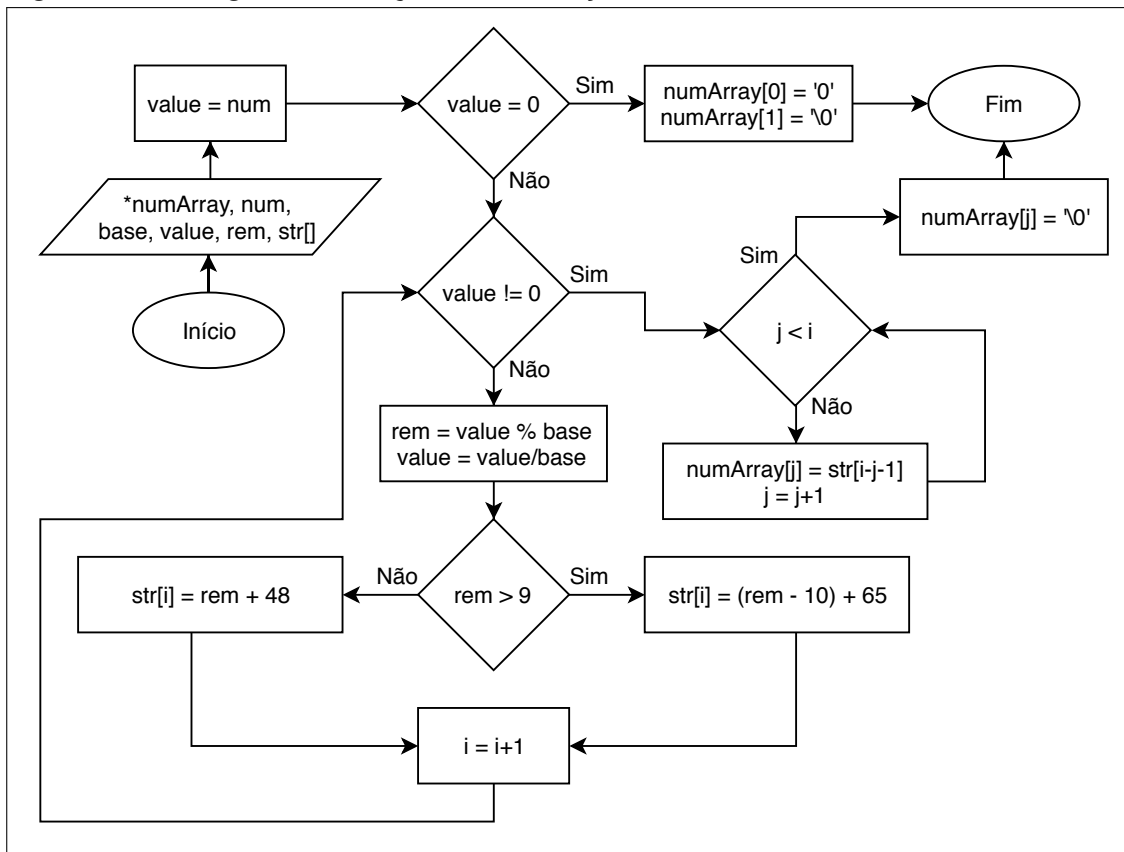 value = num
value = 0
Sim
numArray[0] = '0'
numArray[1] = '\0'
Fim
Não
*numArray, num,
base, value, rem, str[]
numArray[j] = '\0'
Início
value != 0
Sim
Sim
j < i
Não
Não
rem = value % base
value = value/base
numArray[j] = str[i-j-1]
j = j+1
str[i] = rem + 48
Não
rem > 9
Sim
str[i] = (rem - 10) + 65
i = i+1